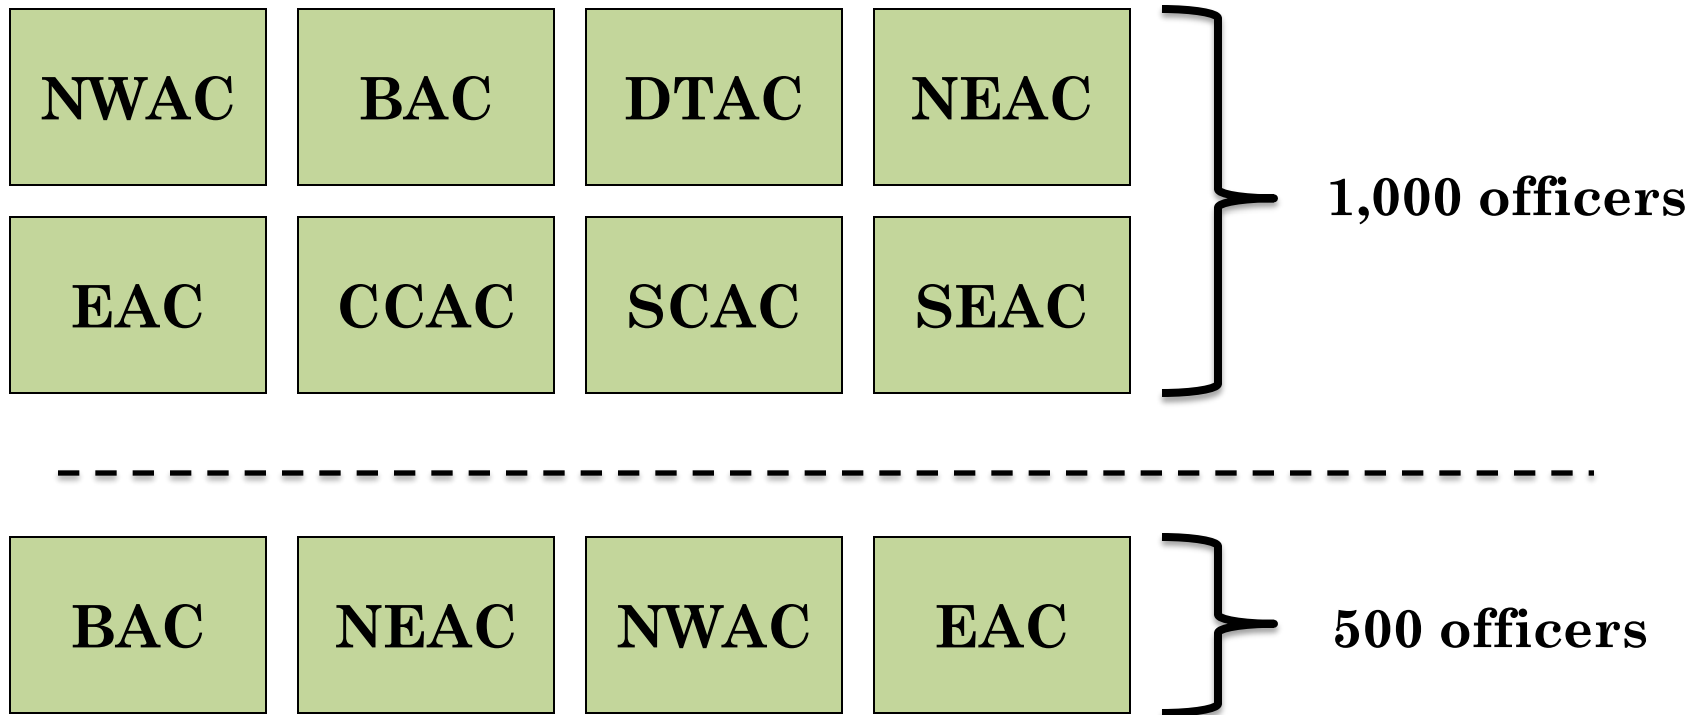 NWAC BAC DTAC NEAC
1,000 officers
EAC CCAC SCAC SEAC
BAC NEAC NWAC EAC
500 officers